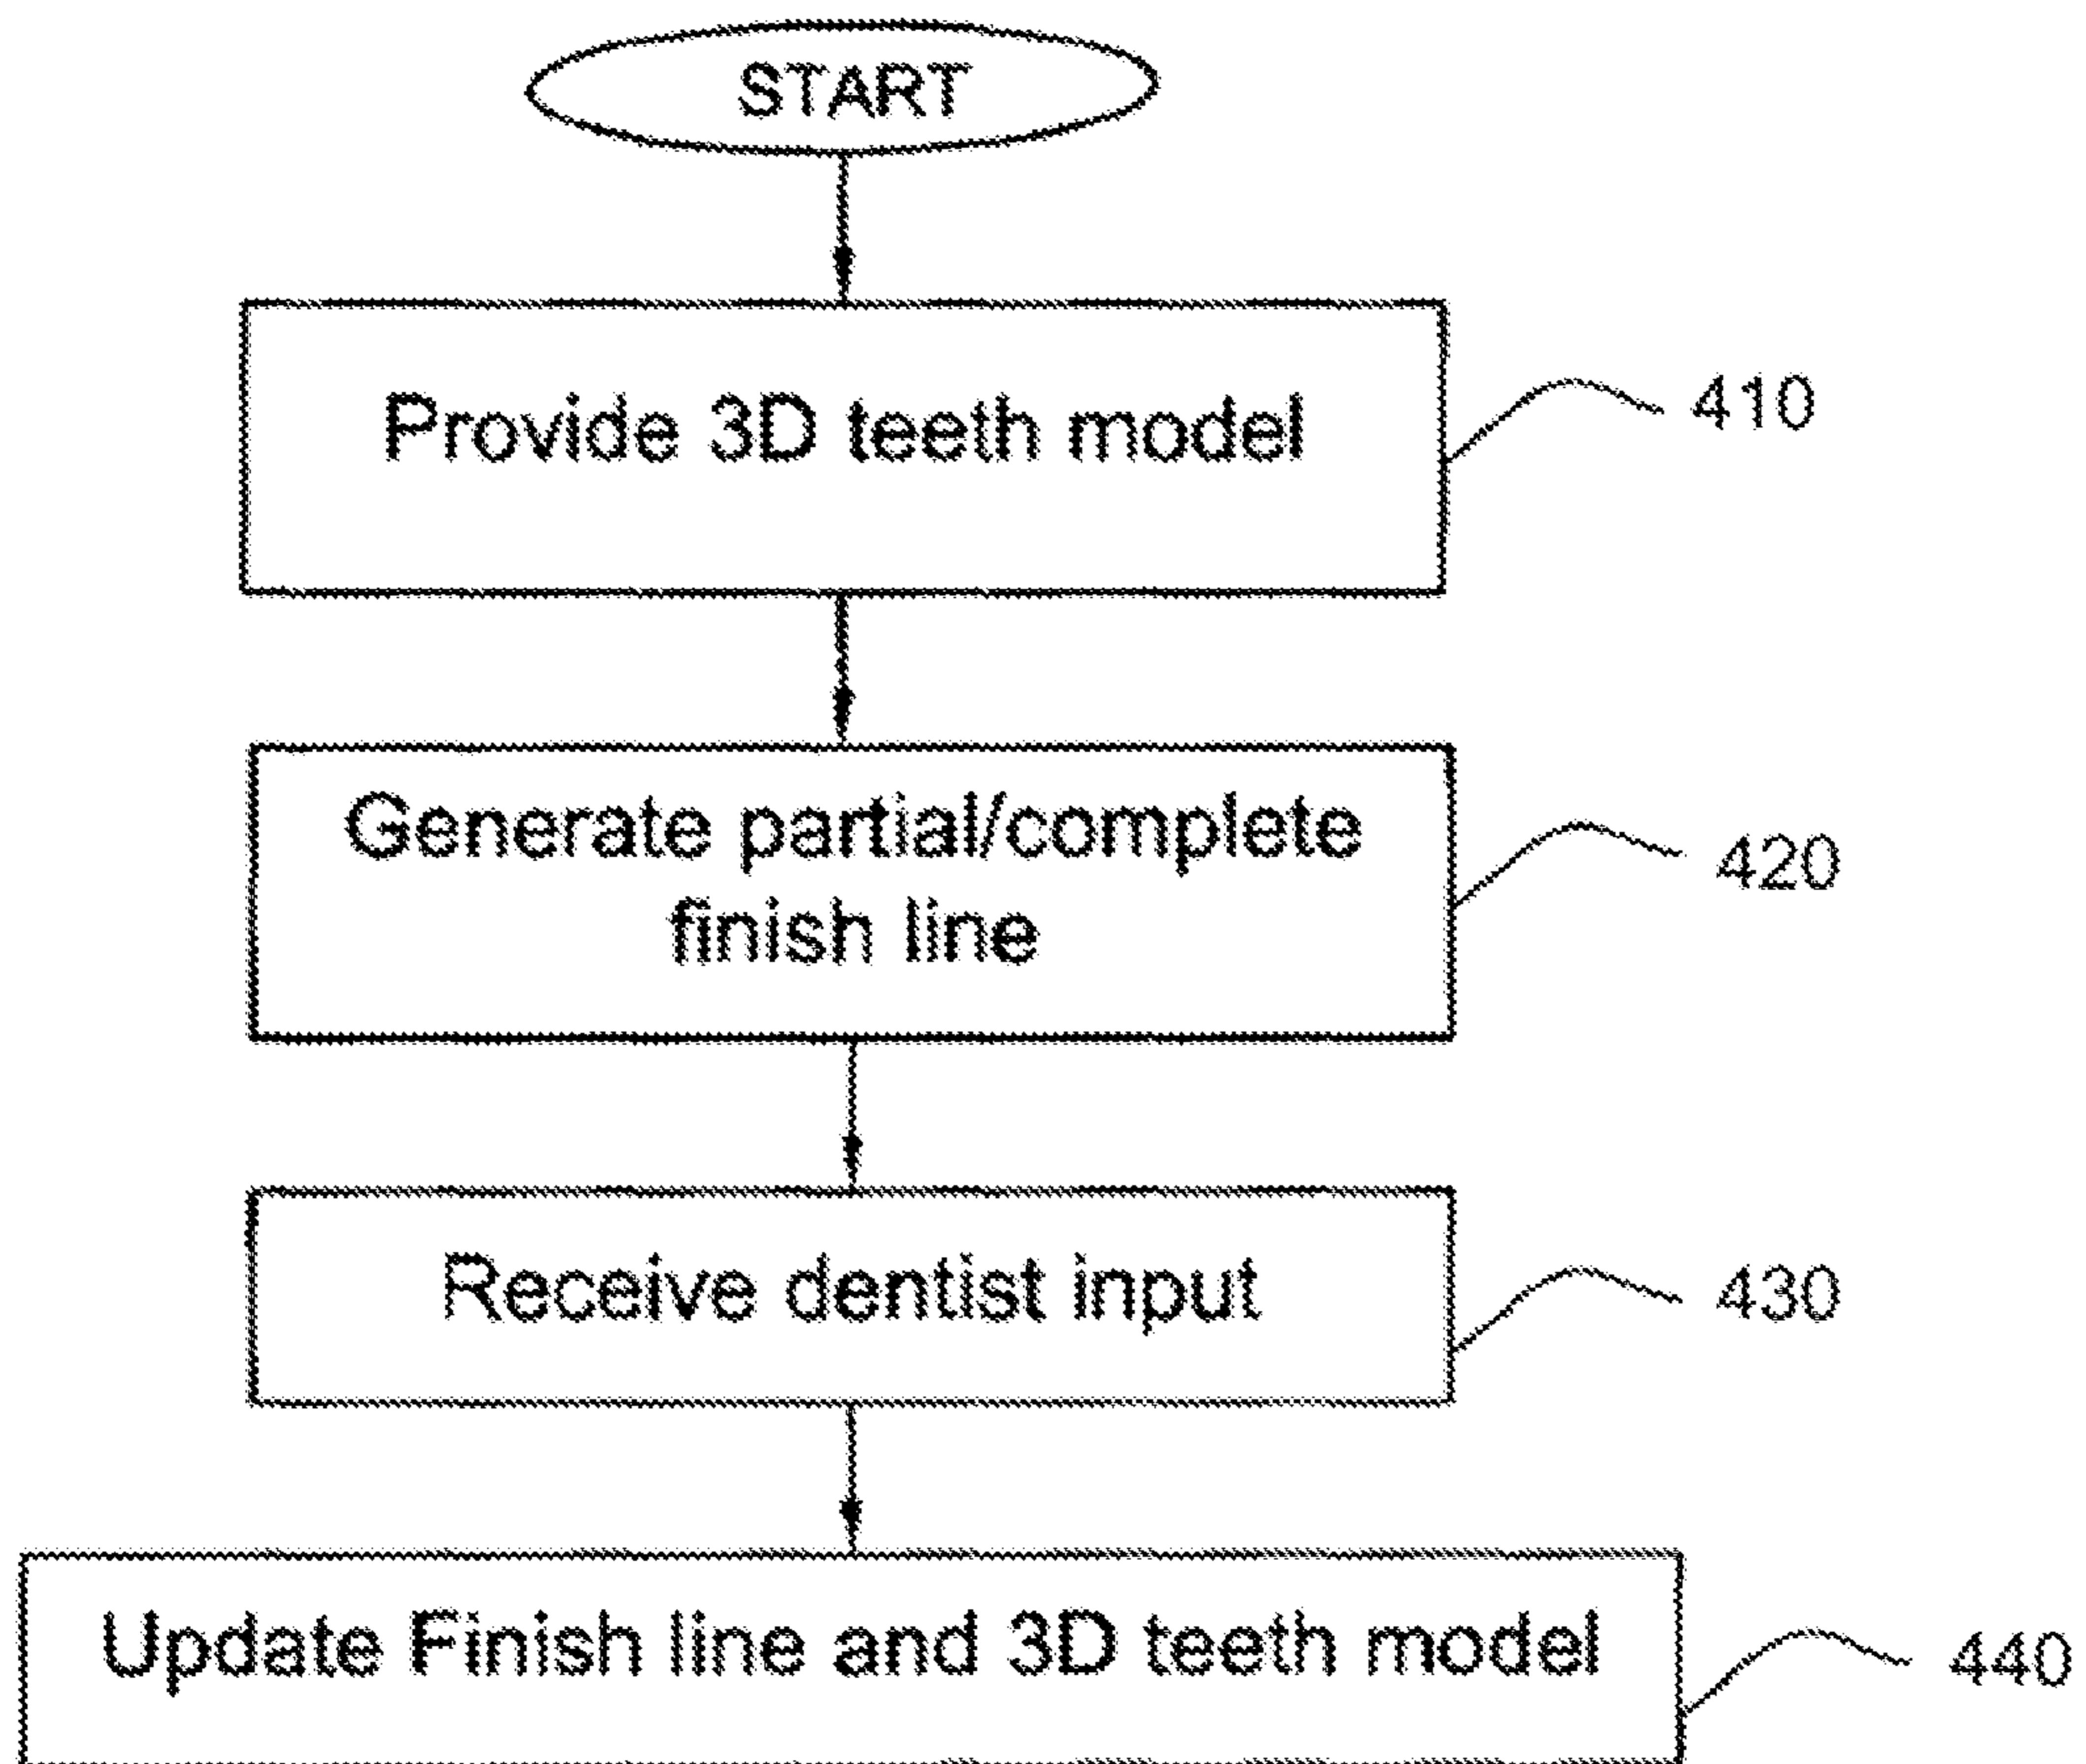 START
Provide 3D teeth model
410
Generate partial/complete
finish line
420
Receive dentist input
430
Update Finish line and 3D teeth model
440